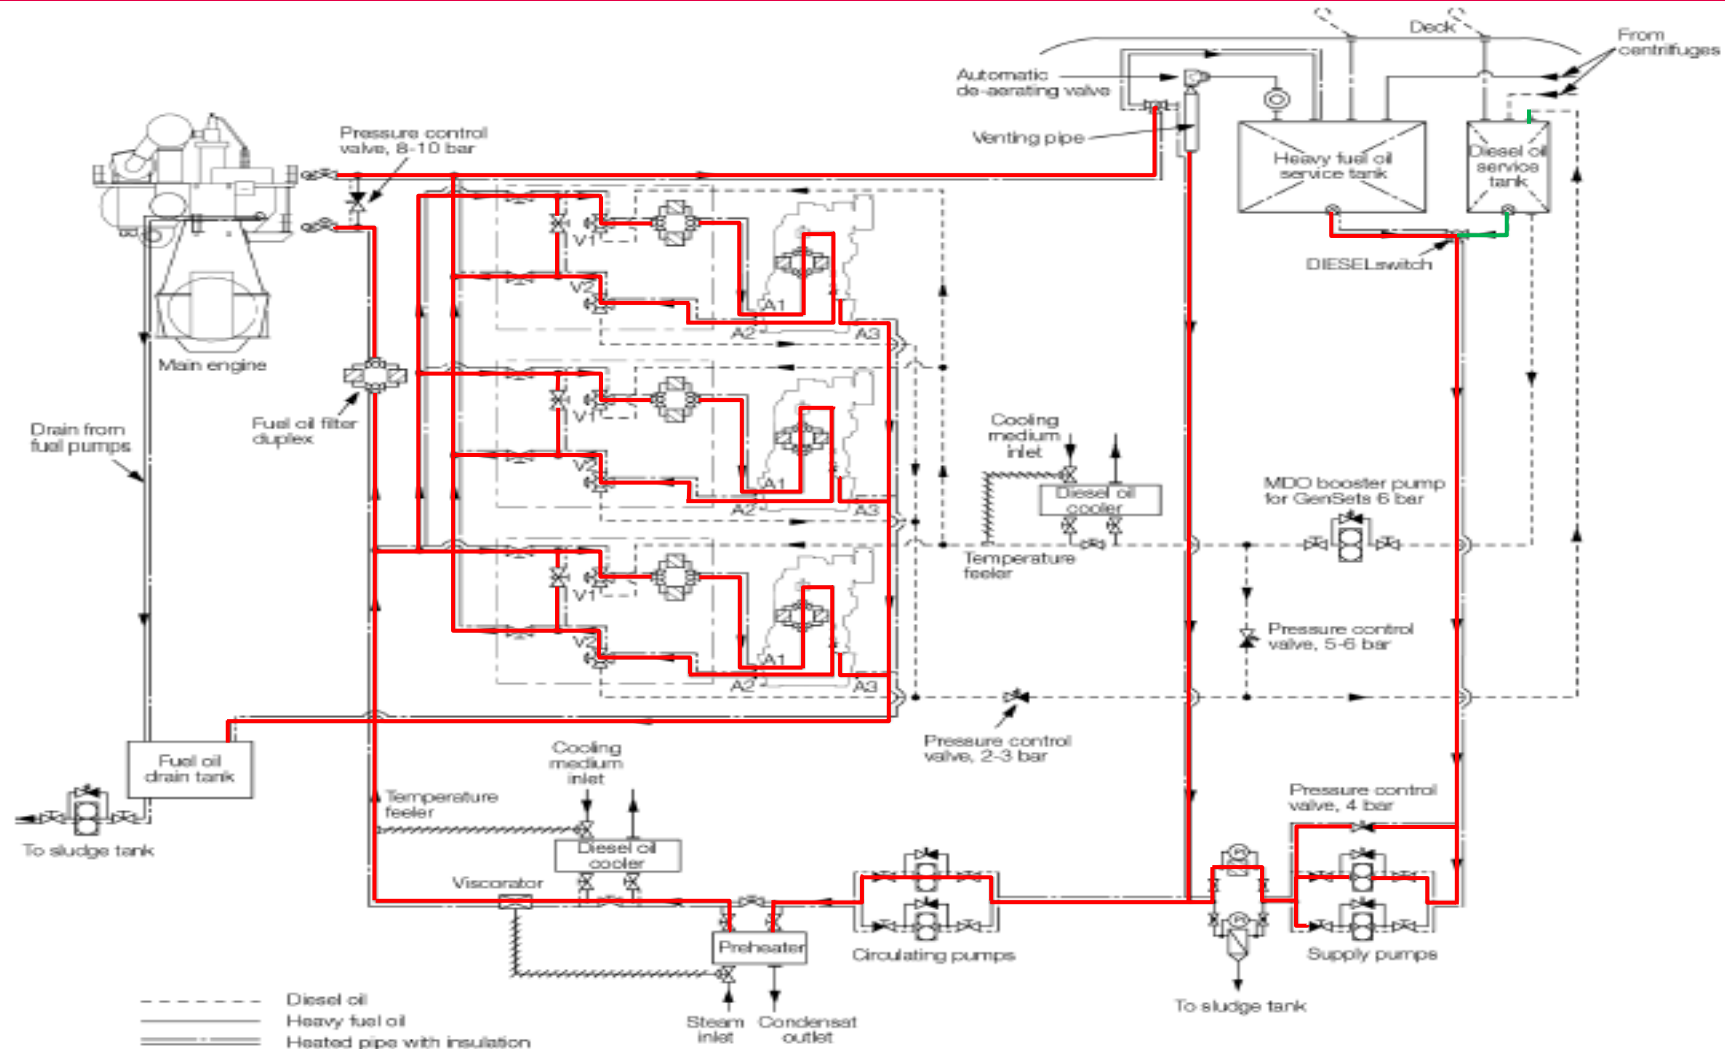 Deck
From
centrifuges
Automatic
de-aerating valve
Venting pipe
Heavy fuel oil
service tank
Diesel oil
service
tank
DIESELswitch
Pressure control
valve, 8-10 bar
V1
V2
A1
A2
A3
Main engine
Fuel oil filter
duplex
Drain from
fuel pumps
V1
V2
A1
A2
A3
Cooling
medium
inlet
Diesel oil
cooler
MDO booster pump
for GenSets 6 bar
Temperature
feeler
V1
V2
A1
A2
A3
Pressure control
valve, 5-6 bar
Pressure control
valve, 2-3 bar
Fuel oil
drain tank
To sludge tank
Cooling
medium
inlet
Temperature
feeler
Diesel oil
cooler
Viscorator
Preheater
Circulating pumps
Pressure control
valve, 4 bar
Supply pumps
To sludge tank
Steam
inlet
Condensat
outlet
Diesel oil
Heavy fuel oil
Heated pipe with insulation